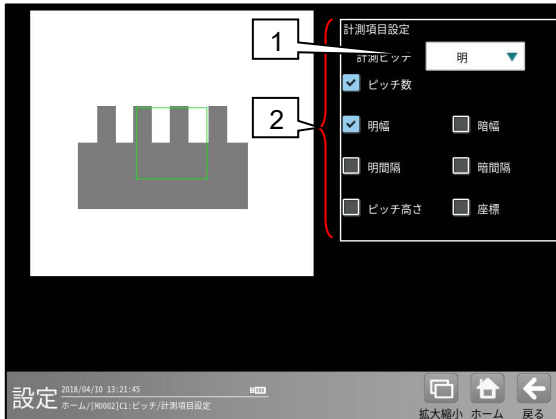 1
2
計測項目設定
計測ピッチ 明
ピッチ数
明幅 暗幅
明間隔 暗間隔
ピッチ高さ 座標
設定
2018/04/10 13:21:45
ホーム/[M0002]C1:ピッチ/計測項目設定
拡大縮小 ホーム 戻る